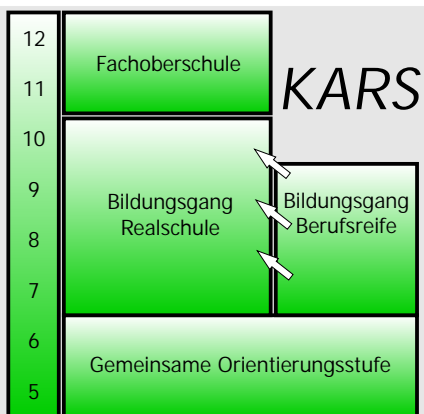 12
11
10
9
8
7
6
5
Fachoberschule
KARS
Bildungsgang
Realschule
Bildungsgang
Berufsreife
Gemeinsame Orientierungsstufe